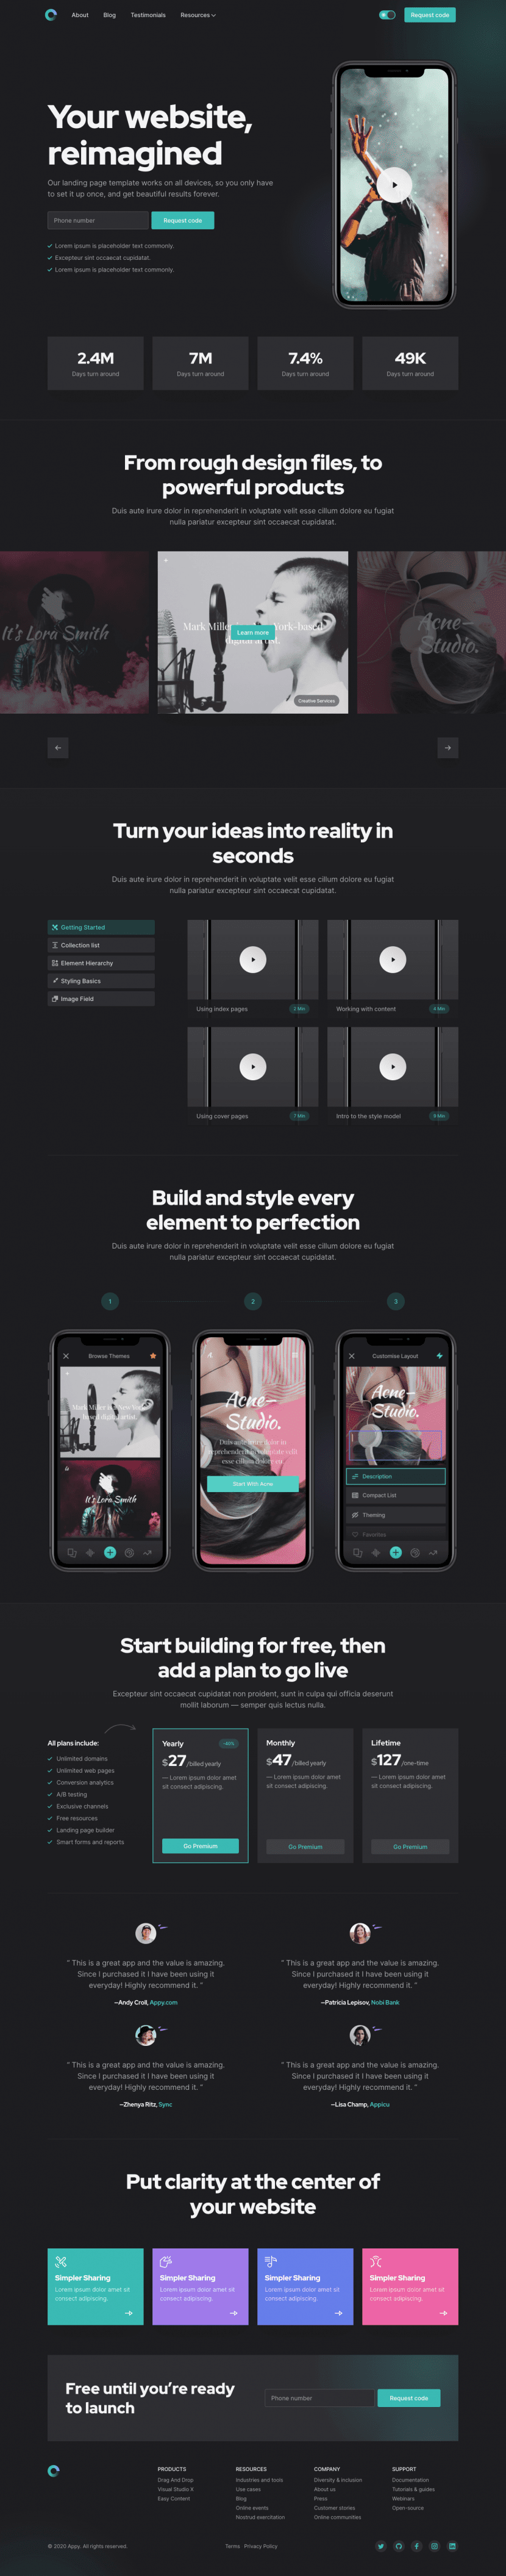 About Blog Testimonials Resources Request code
Your website,
reimagined
Our landing page template works on all devices, so you only have
to set it up once, and get beautiful results forever.
Phone number Request code
Lorem ipsum is placeholder text commonly.
Excepteur sint occaecat cupidatat.
Lorem ipsum is placeholder text commonly.
2.4M 7M 7.4% 49K
Days turn around Days turn around Days turn around Days turn around
From rough design files, to
powerful products
Duis aute irure dolor in reprehenderit in voluptate velit esse cillum dolore eu fugiat
nulla pariatur excepteur sint occaecat cupidatat.
It's Lora Smith
Mark Mille York-based
digital
Learn more
Creative Services
Acne–
Studio.
Turn your ideas into reality in
seconds
Duis aute irure dolor in reprehenderit in voluptate velit esse cillum dolore eu fugiat
nulla pariatur excepteur sint occaecat cupidatat.
Getting Started
Collection list
Element Hierarchy
Styling Basics
Image Field
Using index pages 2 Min
Working with content 4 Min
Using cover pages 7 Min
Intro to the style model 9 Min
Build and style every
element to perfection
Duis aute irure dolor in reprehenderit in voluptate velit esse cillum dolore eu fugiat
nulla pariatur excepteur sint occaecat cupidatat.
1 2 3
Browse Themes
Mark Miller is a New York-
based digital artist.
It's Lora Smith
Acne–
Studio.
Duis aute irure dolor in
reprehenderit in voluptate velit
esse cillum dolore eu
Start With Acne
Customise Layout
Acne–
Studio.
Description
Compact List
Theming
Favorites
Start building for free, then
add a plan to go live
Excepteur sint occaecat cupidatat non proident, sunt in culpa qui officia deserunt
mollit laborum — semper quis lectus nulla.
All plans include:
Unlimited domains
Unlimited web pages
Conversion analytics
A/B testing
Exclusive channels
Free resources
Landing page builder
Smart forms and reports
Yearly -40%
$27/billed yearly
— Lorem ipsum dolor amet
sit consect adipiscing.
Go Premium
Monthly
$47/billed yearly
— Lorem ipsum dolor amet
sit consect adipiscing.
Go Premium
Lifetime
$127/one-time
— Lorem ipsum dolor amet
sit consect adipiscing.
Go Premium
“ This is a great app and the value is amazing.
Since I purchased it I have been using it
everyday! Highly recommend it. ”
—Andy Croll, Appy.com
“ This is a great app and the value is amazing.
Since I purchased it I have been using it
everyday! Highly recommend it. ”
—Patricia Lepisov, Nobi Bank
“ This is a great app and the value is amazing.
Since I purchased it I have been using it
everyday! Highly recommend it. ”
—Zhenya Ritz, Sync
“ This is a great app and the value is amazing.
Since I purchased it I have been using it
everyday! Highly recommend it. ”
—Lisa Champ, Appicu
Put clarity at the center of
your website
Simpler Sharing
Lorem ipsum dolor amet sit
consect adipiscing.
Simpler Sharing
Lorem ipsum dolor amet sit
consect adipiscing.
Simpler Sharing
Lorem ipsum dolor amet sit
consect adipiscing.
Simpler Sharing
Lorem ipsum dolor amet sit
consect adipiscing.
Free until you’re ready
to launch
Phone number Request code
PRODUCTS
Drag And Drop
Visual Studio X
Easy Content
RESOURCES
Industries and tools
Use cases
Blog
Online events
Nostrud exercitation
COMPANY
Diversity & inclusion
About us
Press
Customer stories
Online communities
SUPPORT
Documentation
Tutorials & guides
Webinars
Open-source
© 2020 Appy. All rights reserved. Terms Privacy Policy